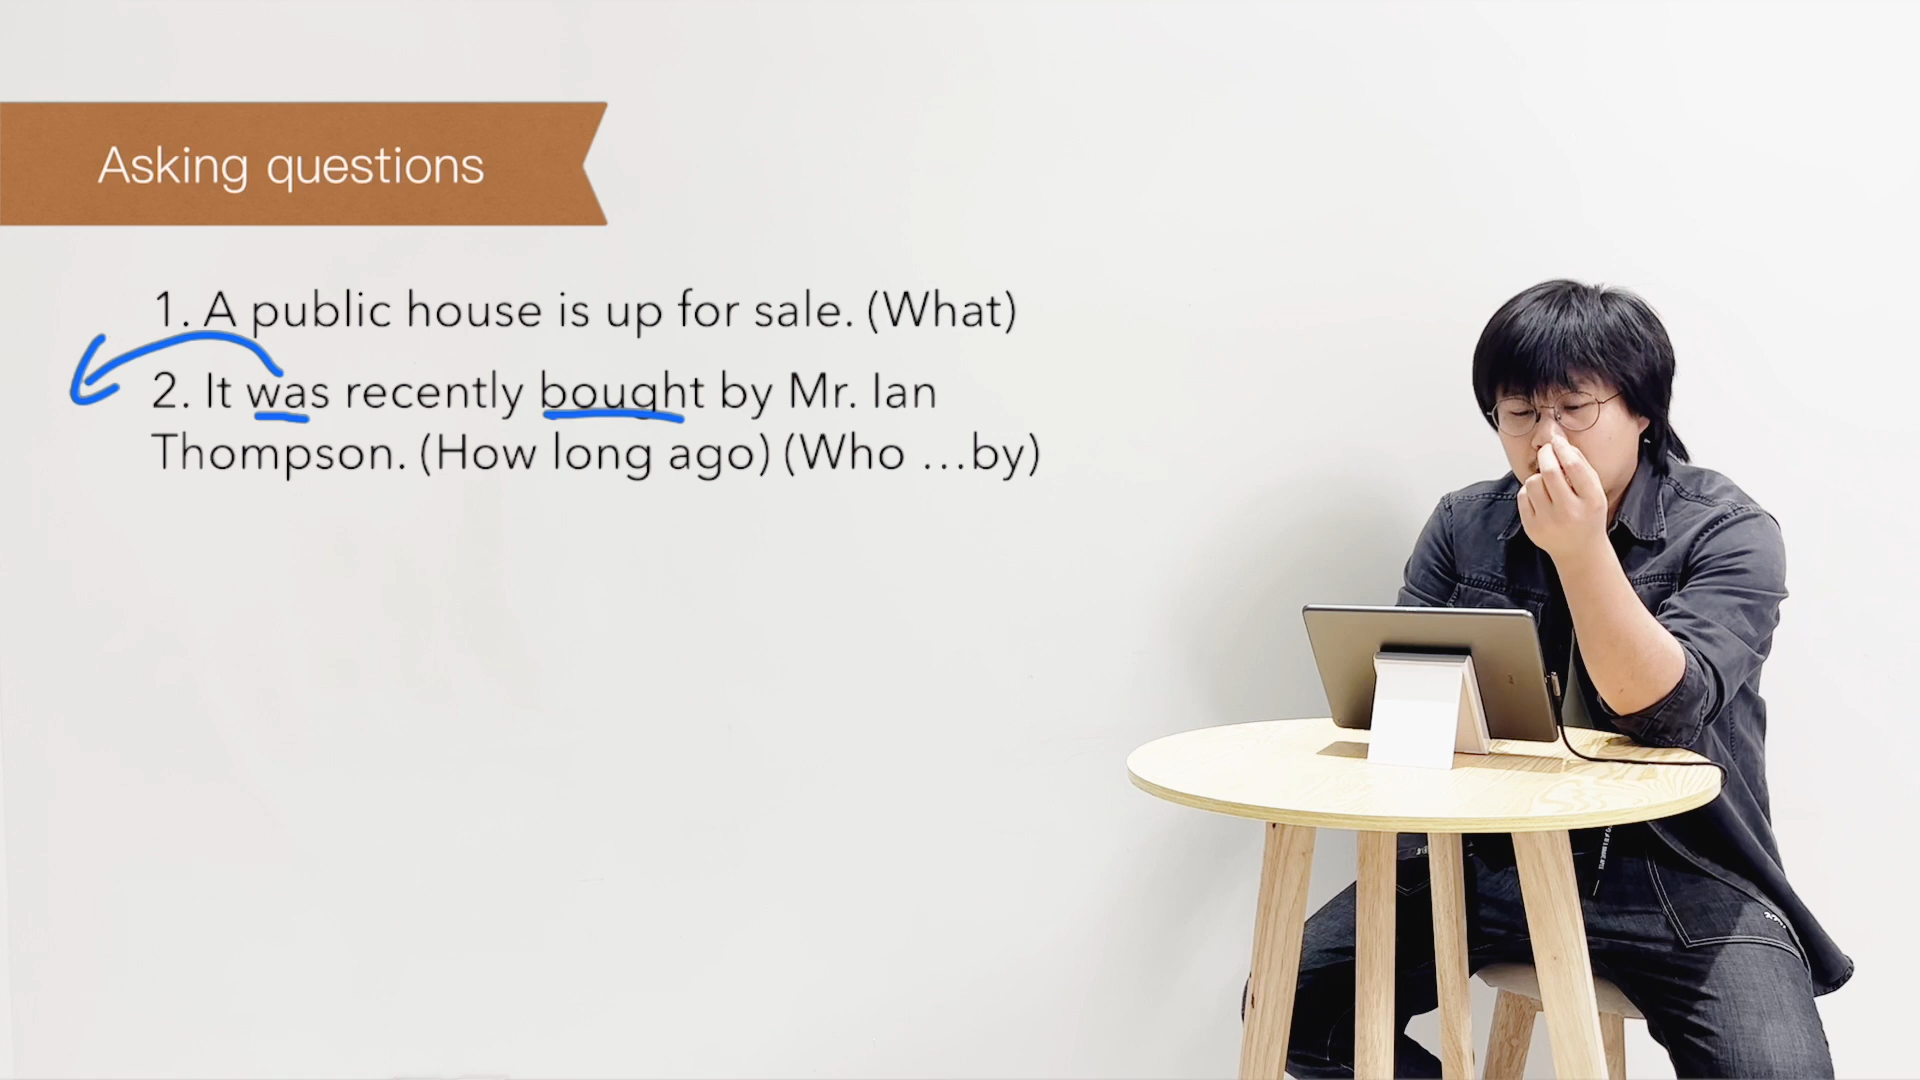 Asking questions
1. A public house is up for sale. (What)
2. It was recently bought by Mr. Ian
Thompson. (How long ago) (Who …by)